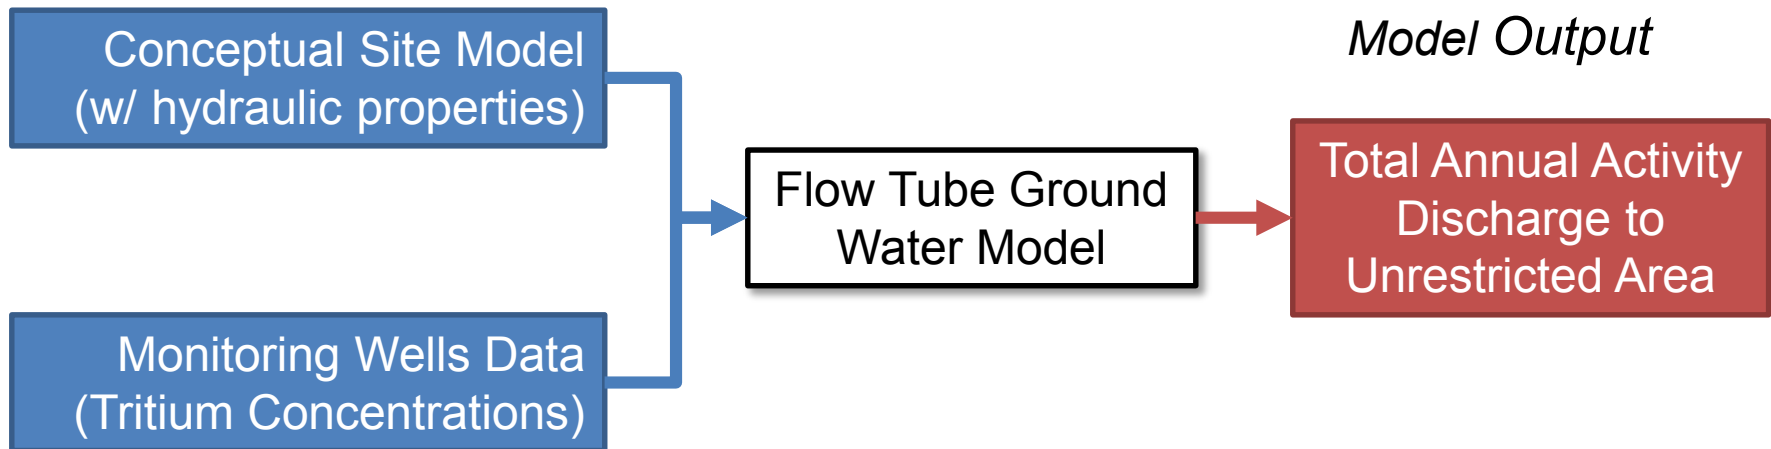 Conceptual Site Model
(w/ hydraulic properties)
Monitoring Wells Data
(Tritium Concentrations)
Flow Tube Ground
Water Model
Model Output
Total Annual Activity
Discharge to
Unrestricted Area